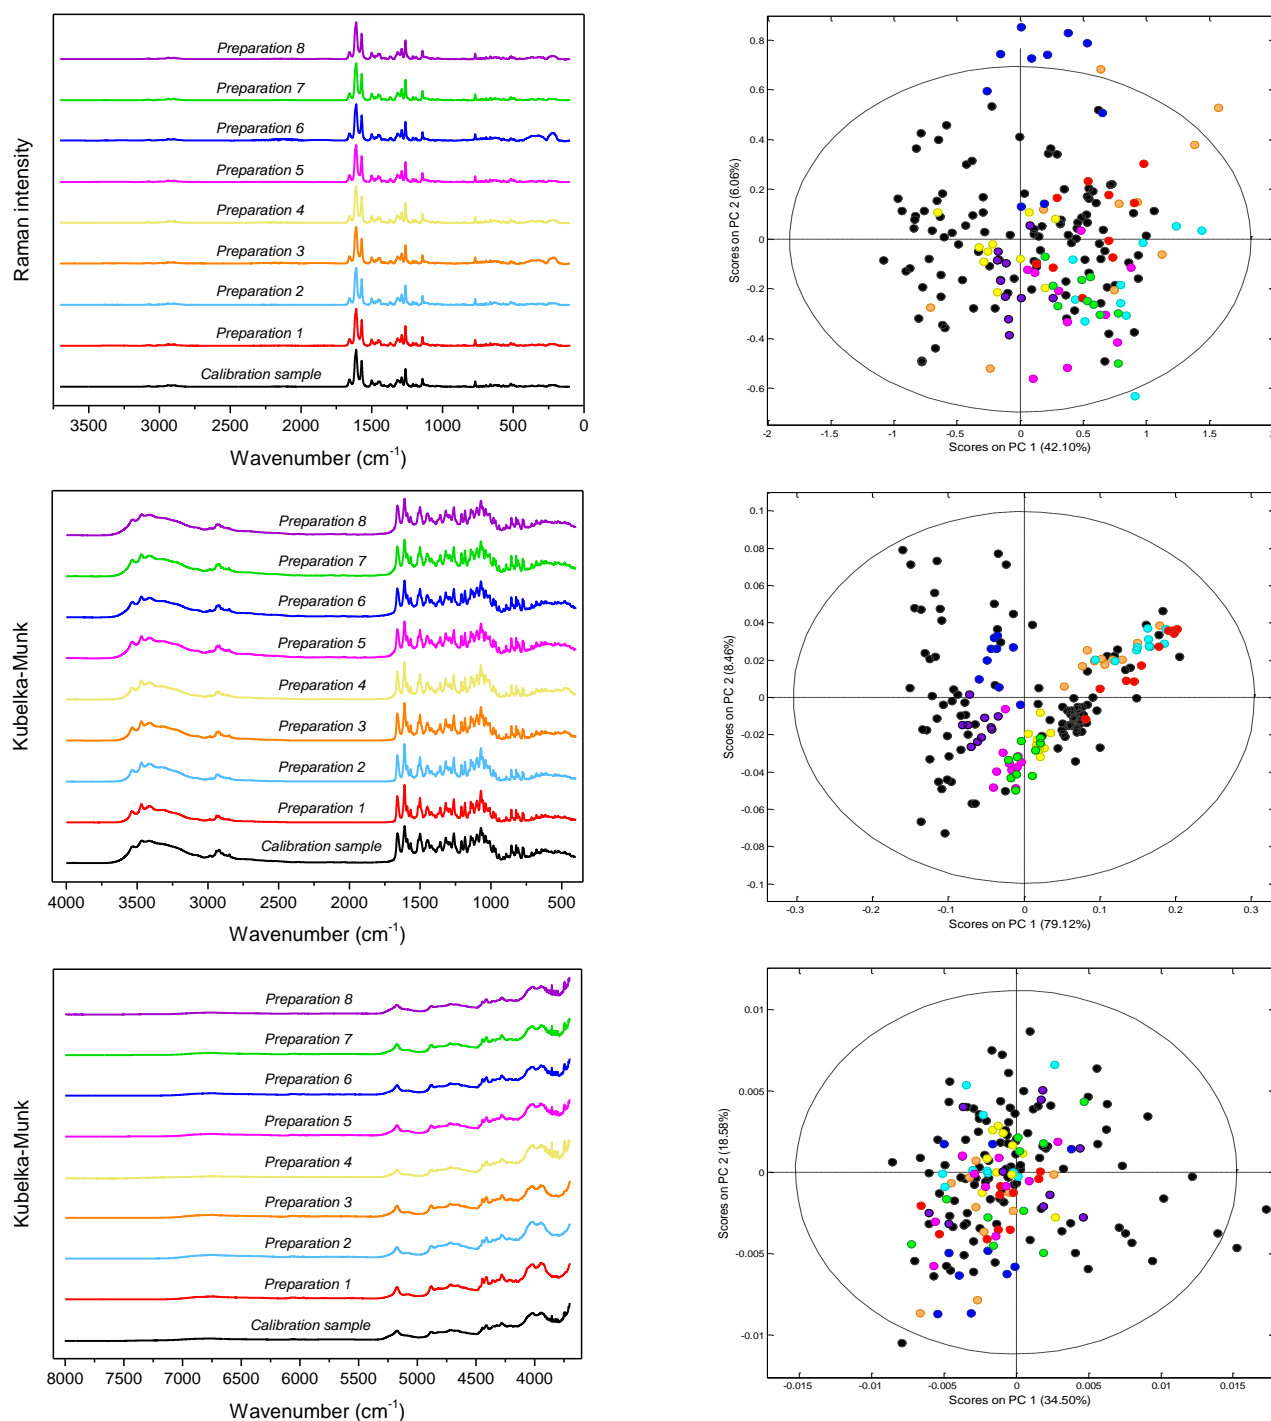 Raman intensity
Preparation 8
Preparation 7
Preparation 6
Preparation 5
Preparation 4
Preparation 3
Preparation 2
Preparation 1
Calibration sample
3500 3000 2500 2000 1500 1000 500 0
Wavenumber (cm⁻¹)
Scores on PC 2 (6.06%)
0.8
0.6
0.4
0.2
0
-0.2
-0.4
-0.6
-2 -1.5 -1 -0.5 0 0.5 1 1.5
Scores on PC 1 (42.10%)
Kubelka-Munk
Preparation 8
Preparation 7
Preparation 6
Preparation 5
Preparation 4
Preparation 3
Preparation 2
Preparation 1
Calibration sample
4000 3500 3000 2500 2000 1500 1000 500
Wavenumber (cm⁻¹)
Scores on PC 2 (8.46%)
0.1
0.08
0.06
0.04
0.02
0
-0.02
-0.04
-0.06
-0.08
-0.1
-0.3 -0.2 -0.1 0 0.1 0.2 0.3
Scores on PC 1 (79.12%)
Kubelka-Munk
Preparation 8
Preparation 7
Preparation 6
Preparation 5
Preparation 4
Preparation 3
Preparation 2
Preparation 1
Calibration sample
8000 7500 7000 6500 6000 5500 5000 4500 4000
Wavenumber (cm⁻¹)
Scores on PC 2 (18.58%)
0.01
0.005
0
-0.005
-0.01
-0.015 -0.01 -0.005 0 0.005 0.01 0.015
Scores on PC 1 (34.50%)